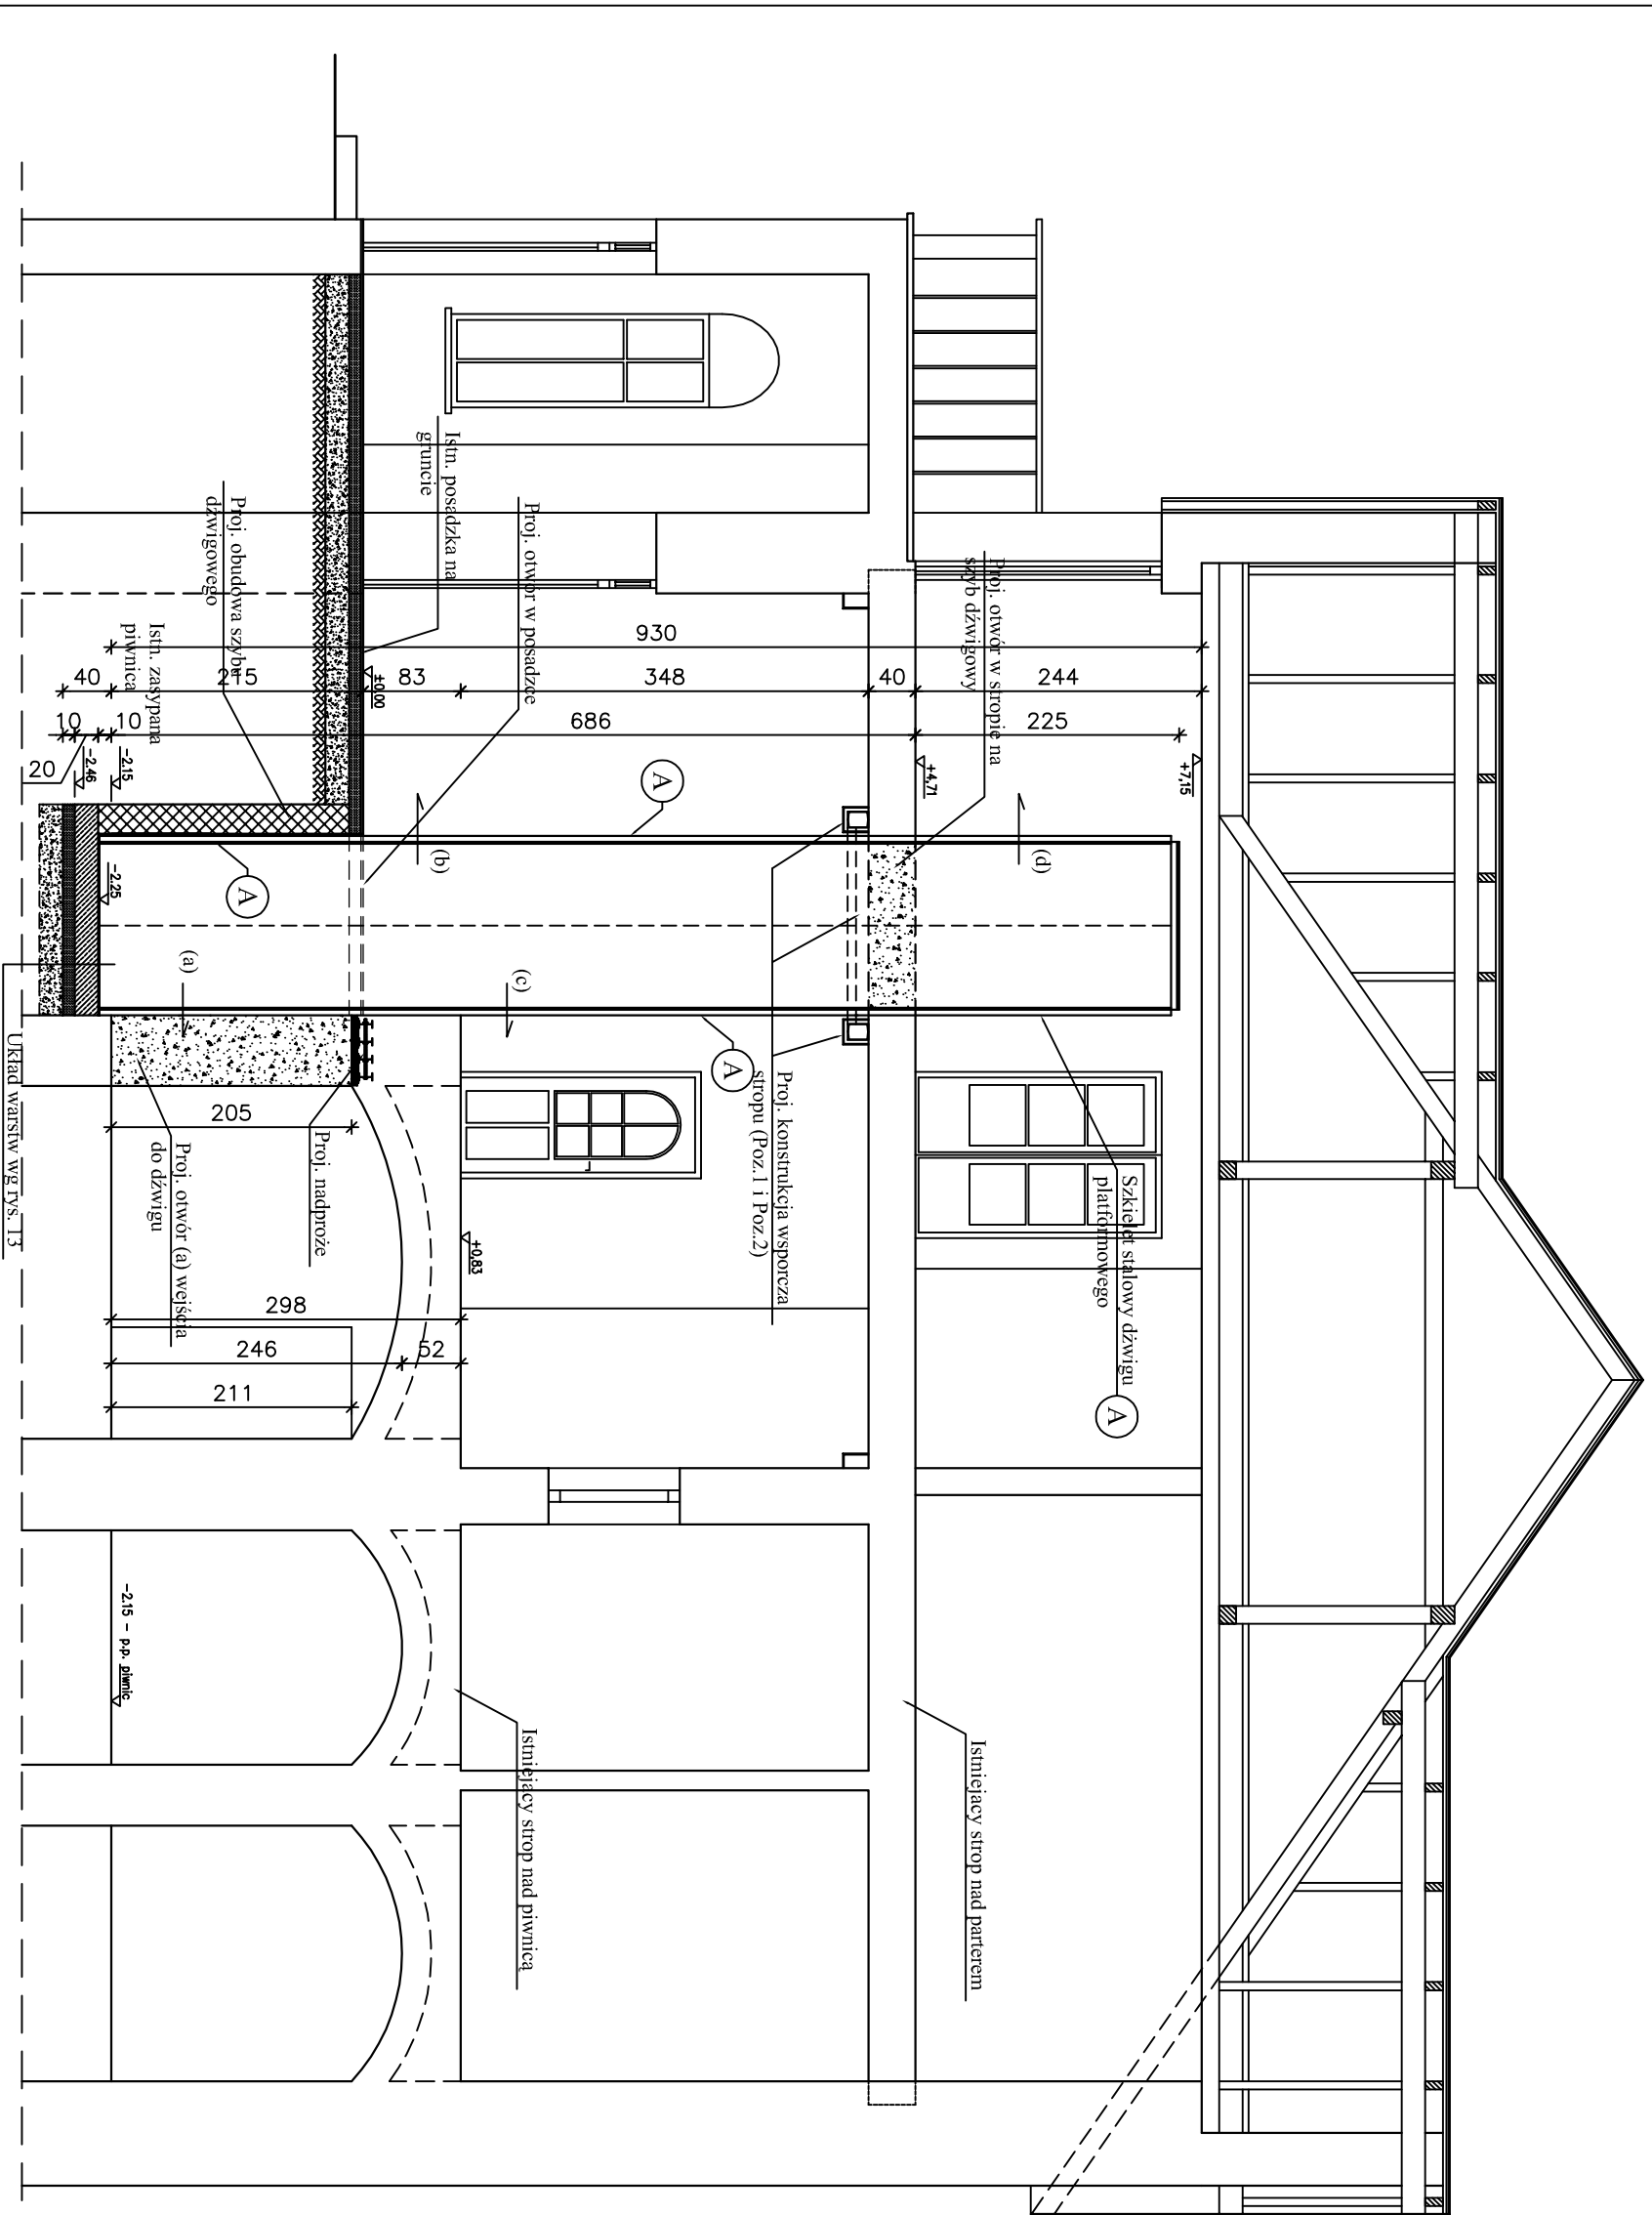 Istn. posadzka na
gruncie
Proj. otwór w posadzce
Proj. obudowa szybu
dźwigowego
Istn. zasypana
piwnica
Proj. otwór w stropie na
szyb dźwigowy
930
40
215
83
348
40
244
10
10
686
225
20
±0.00
-2.46
-2.15
+4,71
+7,15
A
(b)
(d)
-2.25
A
(a)
(c)
A
Układ warstw wg rys. 13
205
Proj. otwór (a) wejścia
do dźwigu
Proj. nadproże
Proj. konstrukcja wsporcza
stropu (Poz.1 i Poz.2)
Szkielet stalowy dźwigu
platformowego
A
+0,83
298
246
52
211
-2.15 - p.p. piwnic
Istniejacy strop nad piwnicą
Istniejacy strop nad parterem